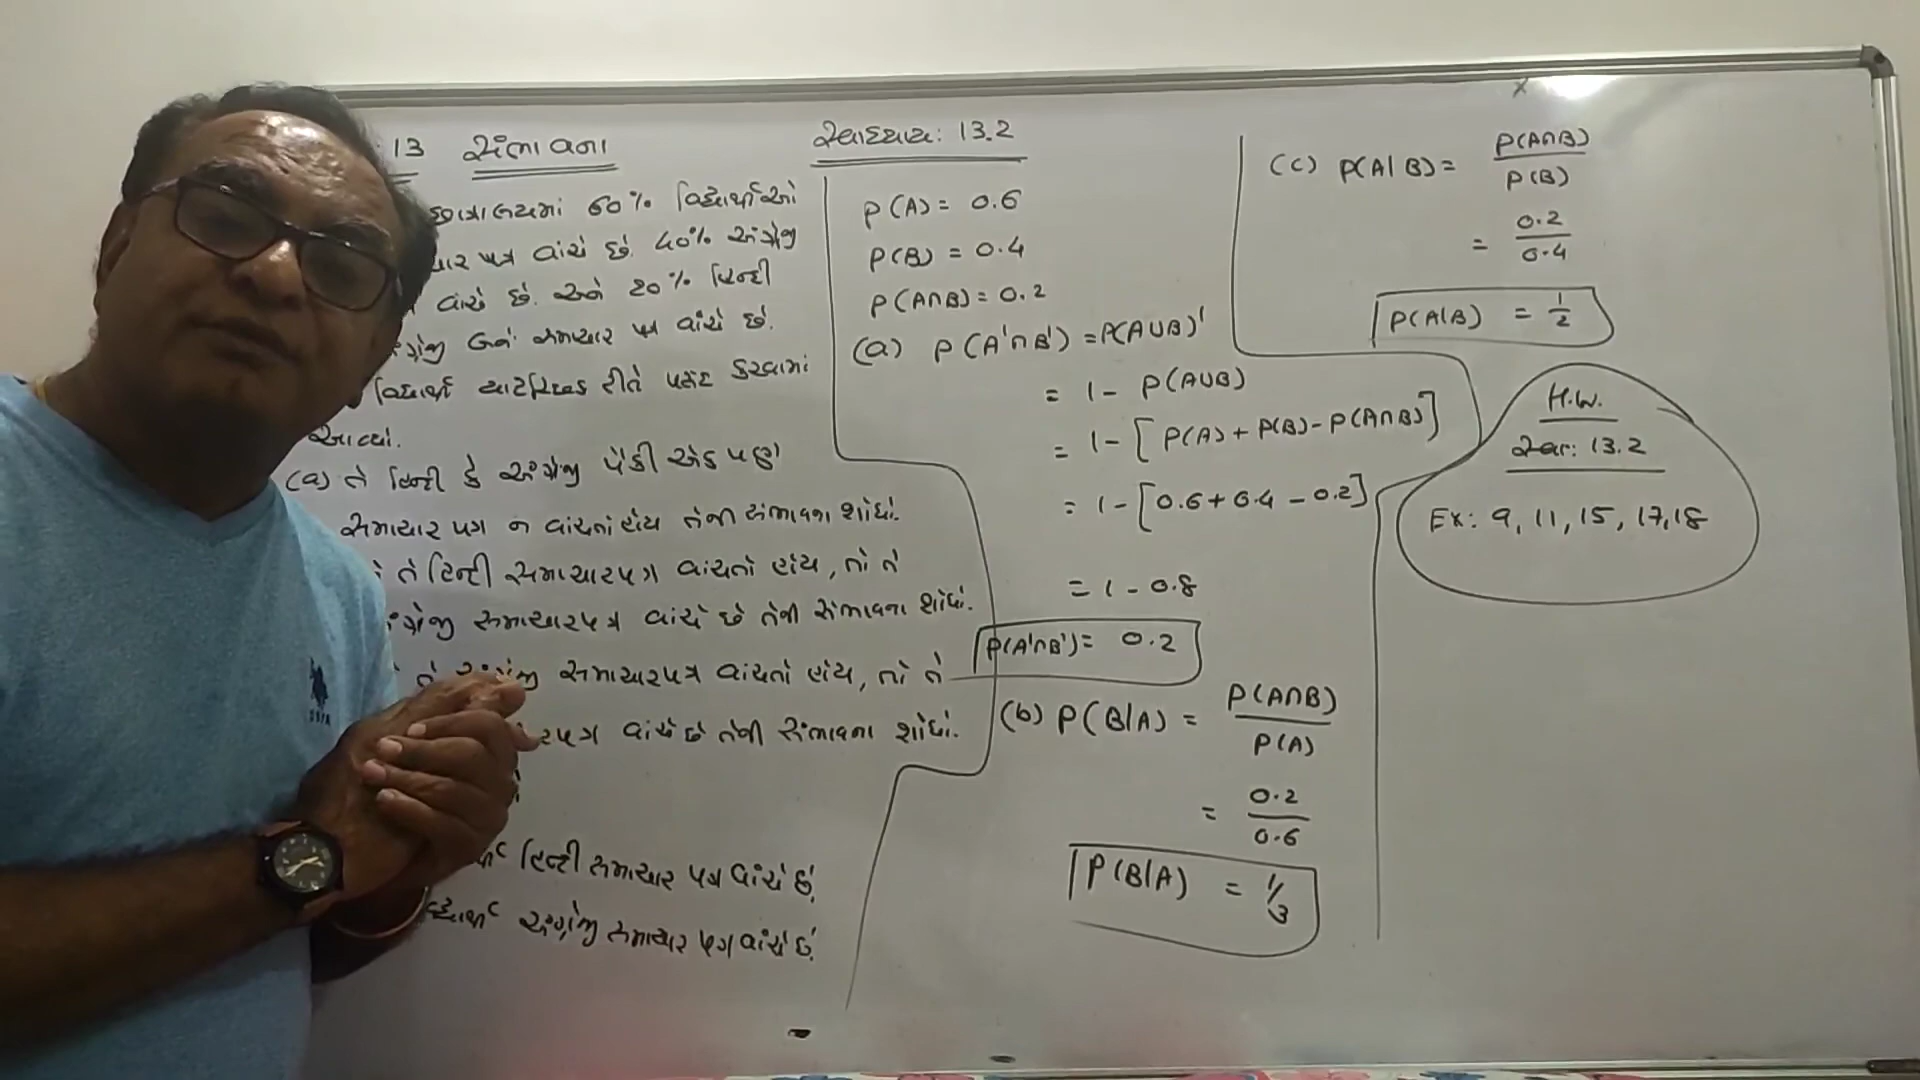 13 સંભાવના
સ્વાધ્યાય: 13.2
છાત્રાલયમાં 60% વિદ્યાર્થીઓ
પત્ર વાંચે છે. 40% અંગ્રેજી
વાંચે છે. અને 20% હિન્દી
બંને સમાચાર પત્ર વાંચે છે.
વિદ્યાર્થી યાદચ્છિક રીતે પસંદ કરવામાં
આવ્યો.
(a) તે હિન્દી કે અંગ્રેજી પૈકી એક પણ
સમાચાર પત્ર ન વાંચતો હોય તેની સંભાવના શોધો.
તે હિન્દી સમાચારપત્ર વાંચતો હોય, તો તે
સમાચારપત્ર વાંચે છે તેની સંભાવના શોધો.
સમાચારપત્ર વાંચતો હોય, તો તે
વાંચે છે તેની સંભાવના શોધો.
હિન્દી સમાચાર પત્ર વાંચે છે.
અંગ્રેજી સમાચાર પત્ર વાંચે છે.
P(A) = 0.6
P(B) = 0.4
P(A∩B) = 0.2
(a) P(A'∩B') = P(A∪B)'
= 1 - P(A∪B)
= 1 - [P(A) + P(B) - P(A∩B)]
= 1 - [0.6 + 0.4 - 0.2]
= 1 - 0.8
P(A'∩B') = 0.2
(b) P(B|A) = P(A∩B) / P(A)
= 0.2 / 0.6
P(B|A) = 1/3
(c) P(A|B) = P(A∩B) / P(B)
= 0.2 / 0.4
P(A|B) = 1/2
H.W.
સ્વા: 13.2
Ex: 9, 11, 15, 17, 18